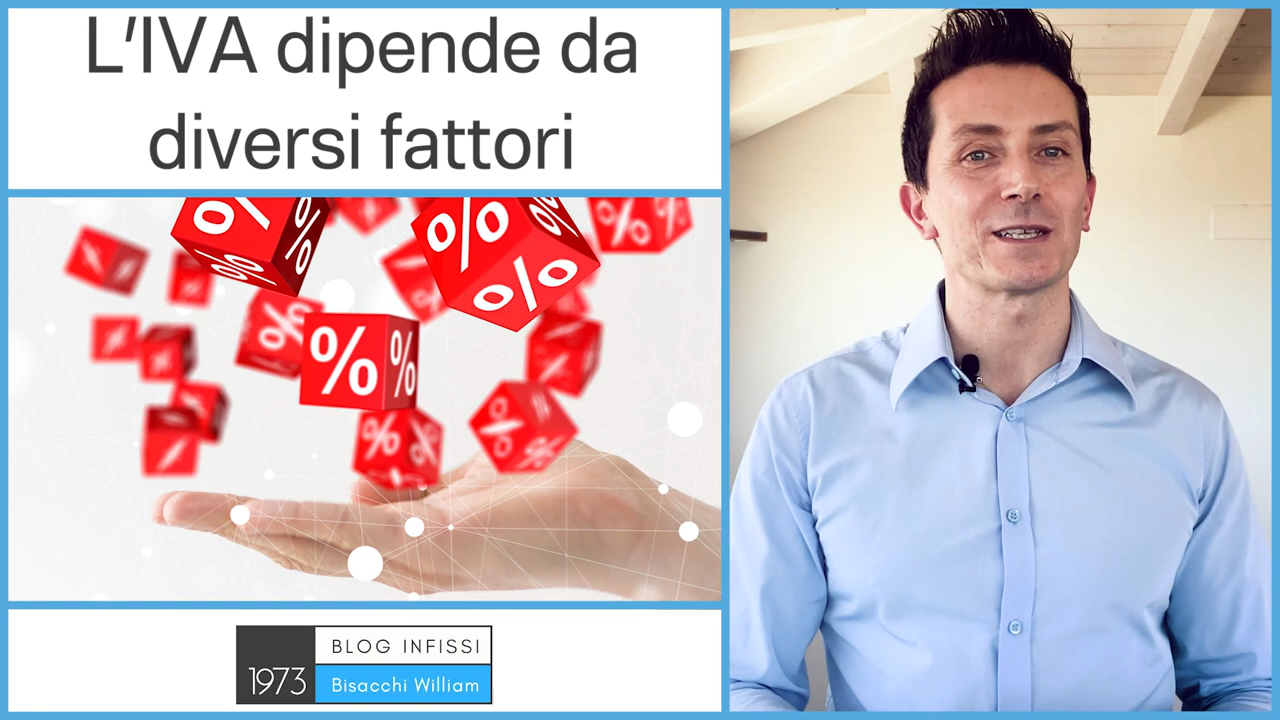 L'IVA dipende da
diversi fattori
% % %
% % %
% %
% %
% %
% %
1973
BLOG INFISSI
Bisacchi William